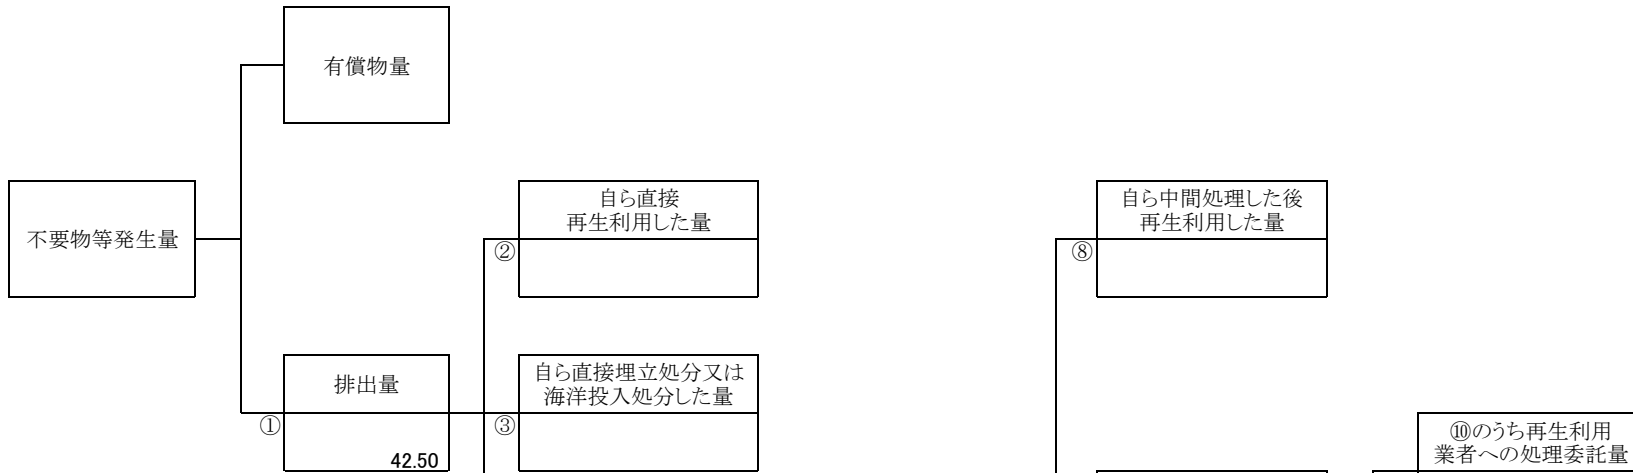 有償物量
不要物等発生量
自ら直接
再生利用した量
②
自ら中間処理した後
再生利用した量
⑧
排出量
①
42.50
自ら直接埋立処分又は
海洋投入処分した量
③
⑩のうち再生利用
業者への処理委託量